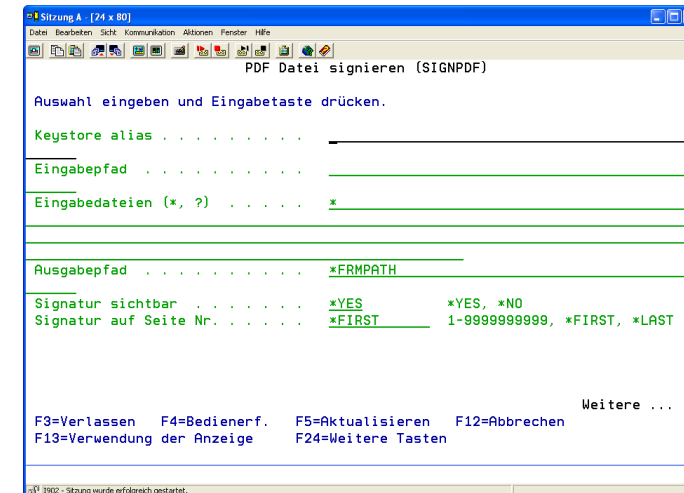 Sitzung A - [24 x 80]
Datei Bearbeiten Sicht Kommunikation Aktionen Fenster Hilfe
PDF Datei signieren (SIGNPDF)
Auswahl eingeben und Eingabetaste drücken.
Keystore alias . . . . . . . . .
Eingabepfad . . . . . . . . . .
Eingabedateien (*, ?) . . . . . *
Ausgabepfad . . . . . . . . . . *FRMPATH
Signatur sichtbar . . . . . . . *YES *YES, *NO
Signatur auf Seite Nr. . . . . . *FIRST 1-9999999999, *FIRST, *LAST
Weitere ...
F3=Verlassen F4=Bedienerf. F5=Aktualisieren F12=Abbrechen
F13=Verwendung der Anzeige F24=Weitere Tasten
I902 - Sitzung wurde erfolgreich gestartet.